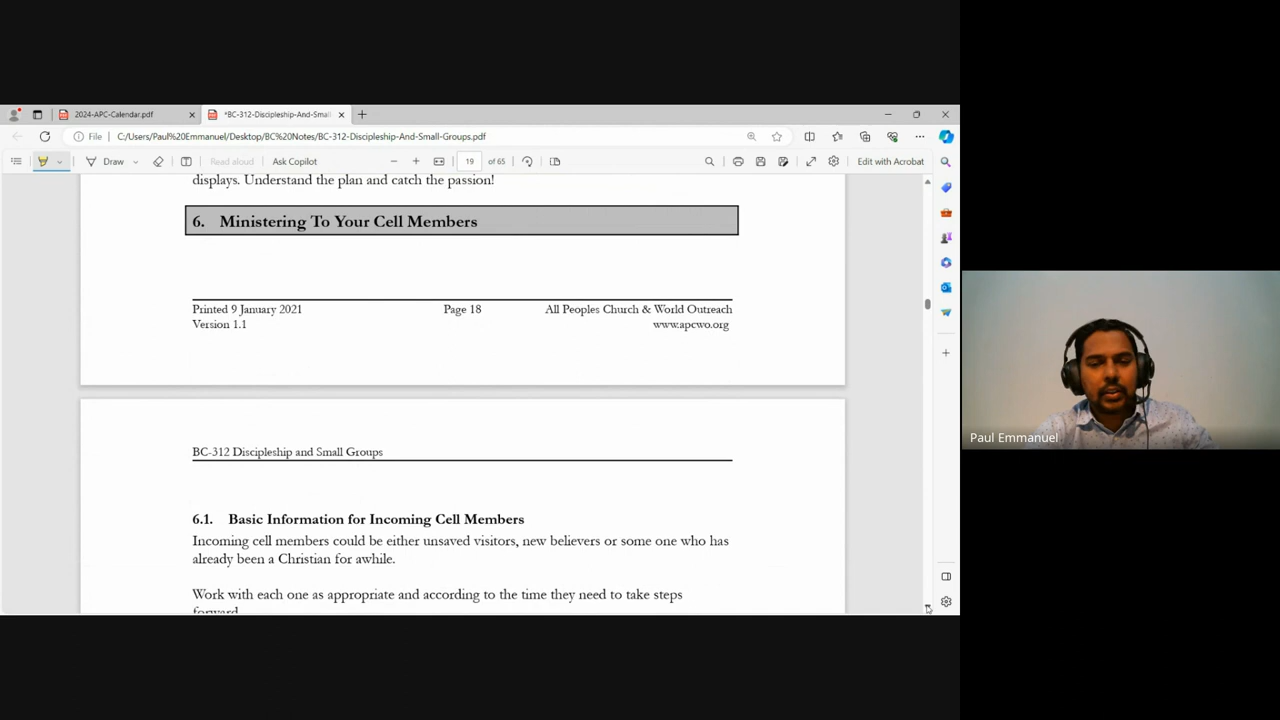 2024-APC-Calendar.pdf
*BC-312-Discipleship-And-Small-
File
C:/Users/Paul%20Emmanuel/Desktop/BC%20Notes/BC-312-Discipleship-And-Small-Groups.pdf
Draw
Read aloud
Ask Copilot
19 of 65
Edit with Acrobat
displays. Understand the plan and catch the passion!
6. Ministering To Your Cell Members
Printed 9 January 2021 Page 18 All Peoples Church & World Outreach
Version 1.1 www.apcwo.org
BC-312 Discipleship and Small Groups
6.1. Basic Information for Incoming Cell Members
Incoming cell members could be either unsaved visitors, new believers or some one who has
already been a Christian for awhile.
Work with each one as appropriate and according to the time they need to take steps
forward.
Paul Emmanuel